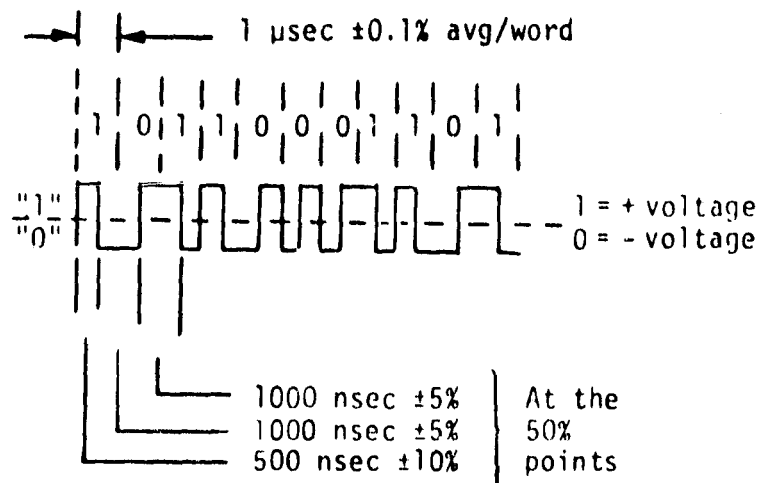 1 μsec ±0.1% avg/word
1 0 1 1 0 0 0 1 1 0 1
"1"
"0"
1 = + voltage
0 = - voltage
1000 nsec ±5%
1000 nsec ±5%
500 nsec ±10%
At the
50%
points